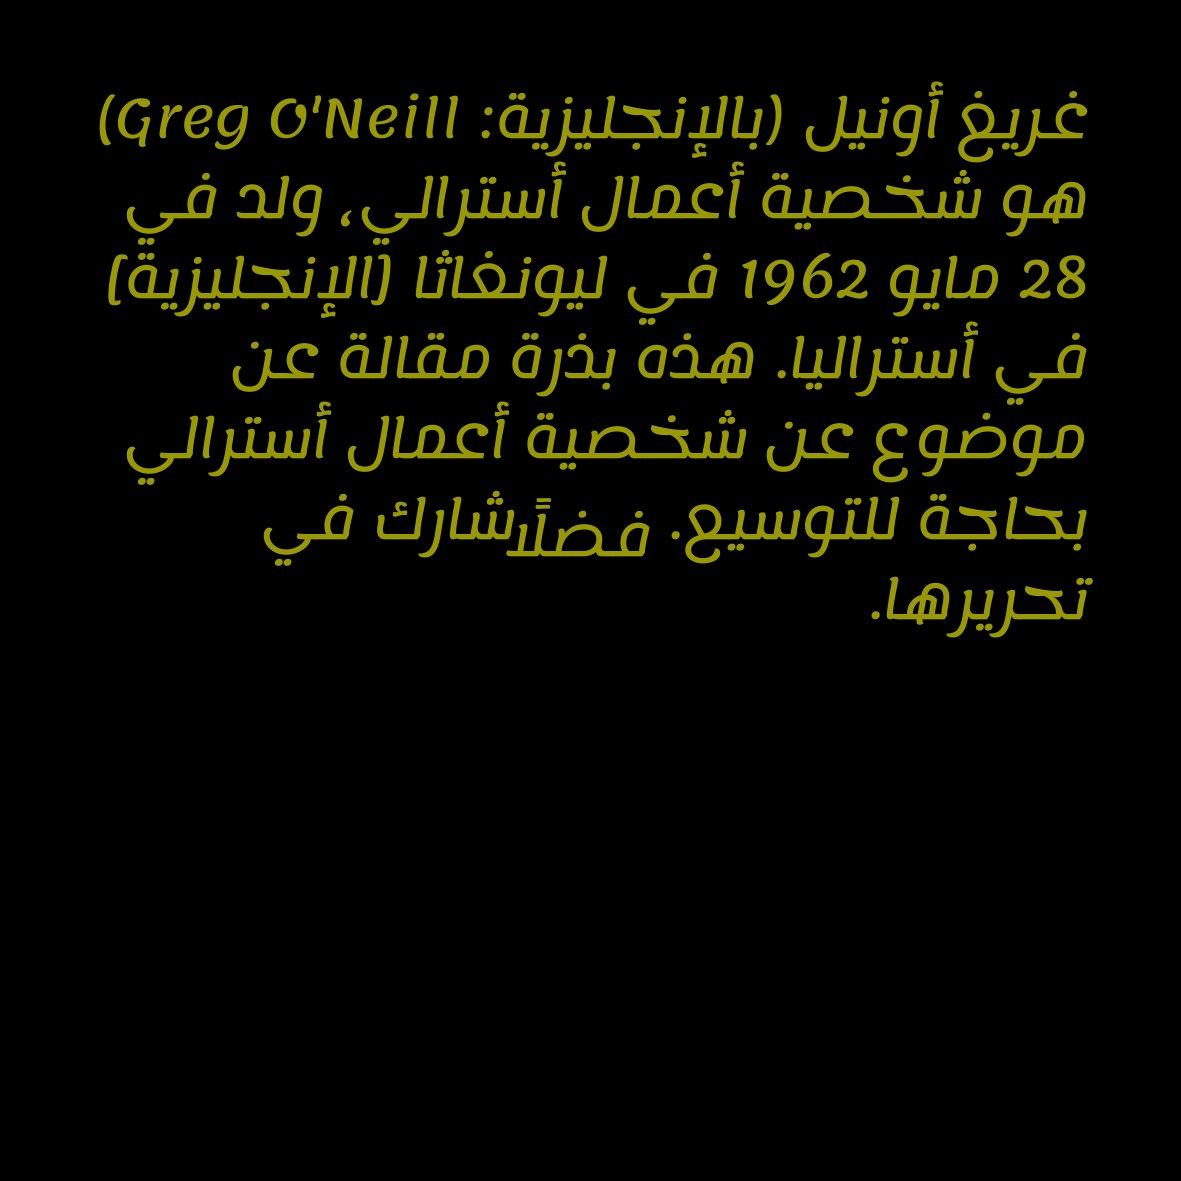 غريغ أونيل (بالإنجليزية: Greg O'Neill)
هو شخصية أعمال أسترالي، ولد في
28 مايو 1962 في ليونغاثا [الإنجليزية]
في أستراليا. هذه بذرة مقالة عن
موضوع عن شخصية أعمال أسترالي
بحاجة للتوسيع. فضلًا شارك في
تحريرها.